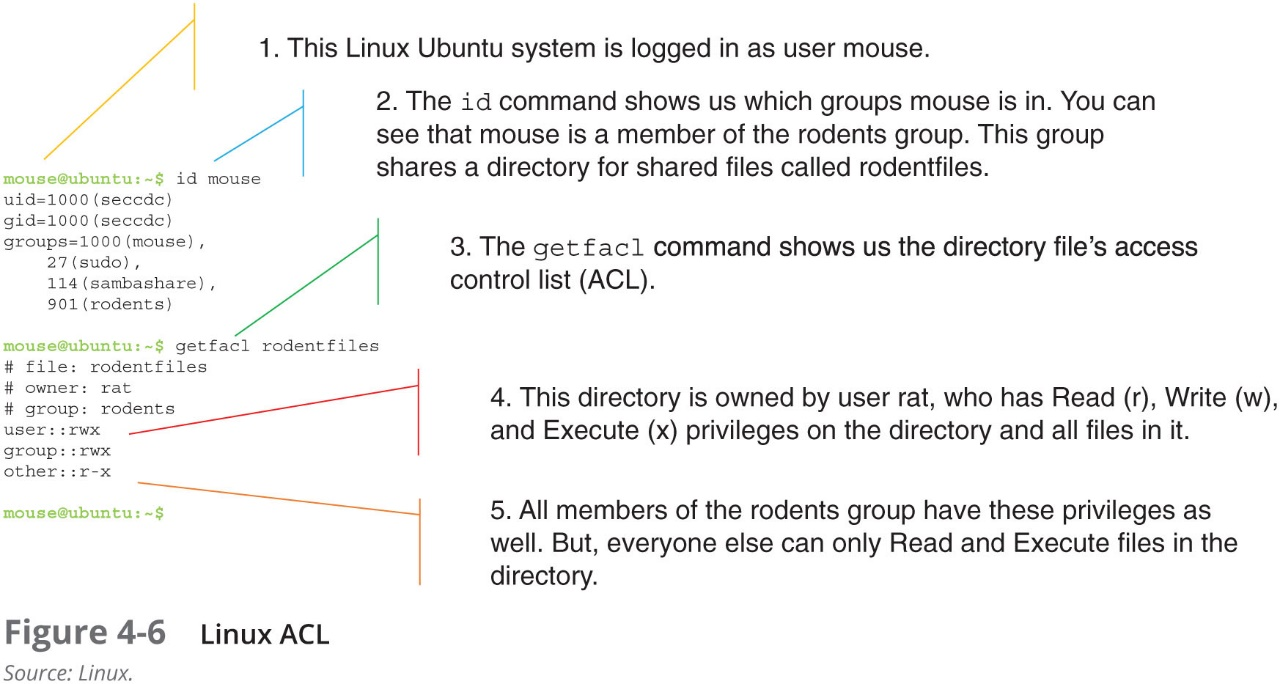 1. This Linux Ubuntu system is logged in as user mouse.
2. The id command shows us which groups mouse is in. You can
see that mouse is a member of the rodents group. This group
shares a directory for shared files called rodentfiles.
mouse@ubuntu:~$ id mouse
uid=1000(seccdc)
gid=1000(seccdc)
groups=1000(mouse),
27(sudo),
114(sambashare),
901(rodents)
3. The getfacl command shows us the directory file's access
control list (ACL).
mouse@ubuntu:~$ getfacl rodentfiles
# file: rodentfiles
# owner: rat
# group: rodents
user::rwx
group::rwx
other::r-x
4. This directory is owned by user rat, who has Read (r), Write (w),
and Execute (x) privileges on the directory and all files in it.
mouse@ubuntu:~$
5. All members of the rodents group have these privileges as
well. But, everyone else can only Read and Execute files in the
directory.
Figure 4-6 Linux ACL
Source: Linux.